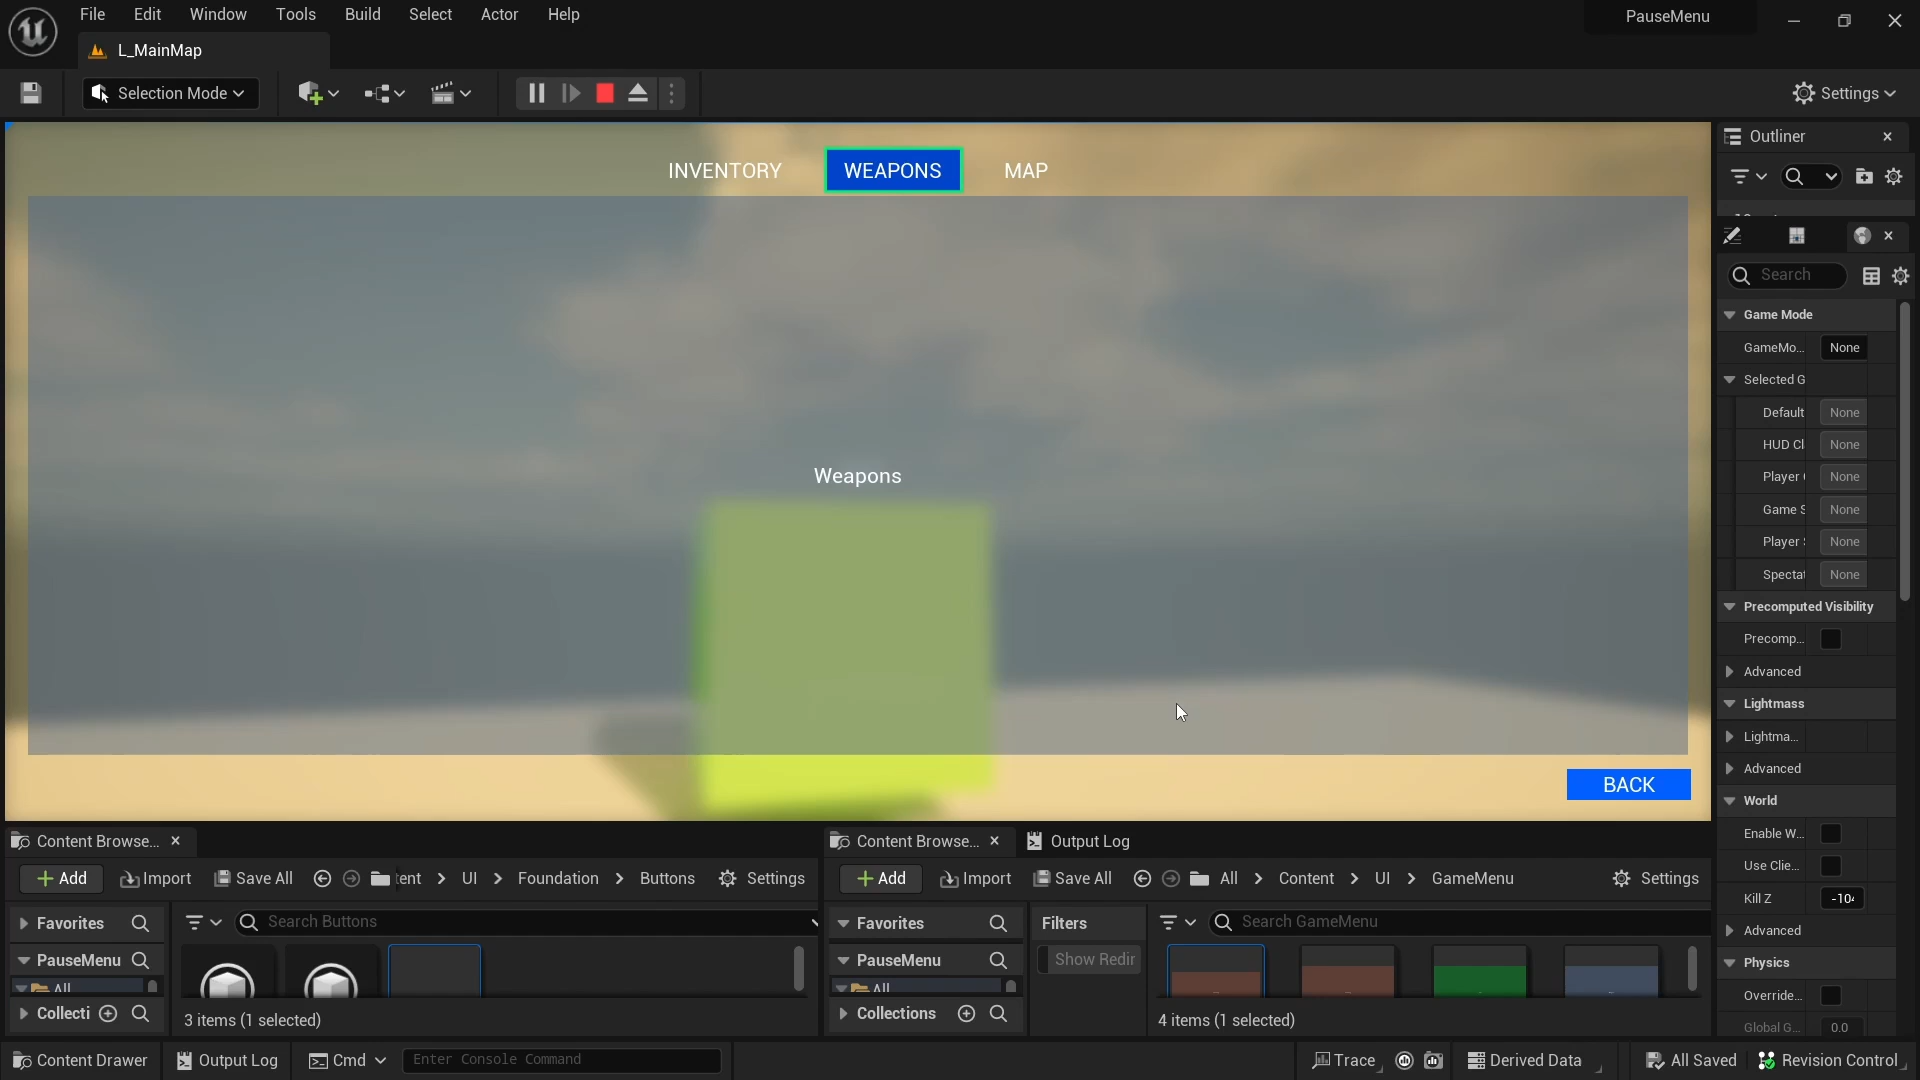 File Edit Window Tools Build Select Actor Help
PauseMenu
L_MainMap
Selection Mode
Settings
INVENTORY WEAPONS MAP
Weapons
BACK
Outliner
Search
Game Mode
GameMo... None
Selected G
Default None
HUD Cl None
Player None
Game S None
Player None
Spectat None
Precomputed Visibility
Precomp...
Advanced
Lightmass
Lightma...
Advanced
World
Enable W...
Use Clie...
Kill Z -104
Advanced
Physics
Override...
Global G... 0.0
Content Browse...
Add Import Save All ent UI Foundation Buttons Settings
Favorites
Search Buttons
PauseMenu
All
Collecti
3 items (1 selected)
Content Browse... Output Log
Add Import Save All All Content UI GameMenu Settings
Favorites
Filters
Search GameMenu
PauseMenu
Show Redir
All
Collections
4 items (1 selected)
Content Drawer Output Log Cmd Enter Console Command Trace Derived Data All Saved Revision Control